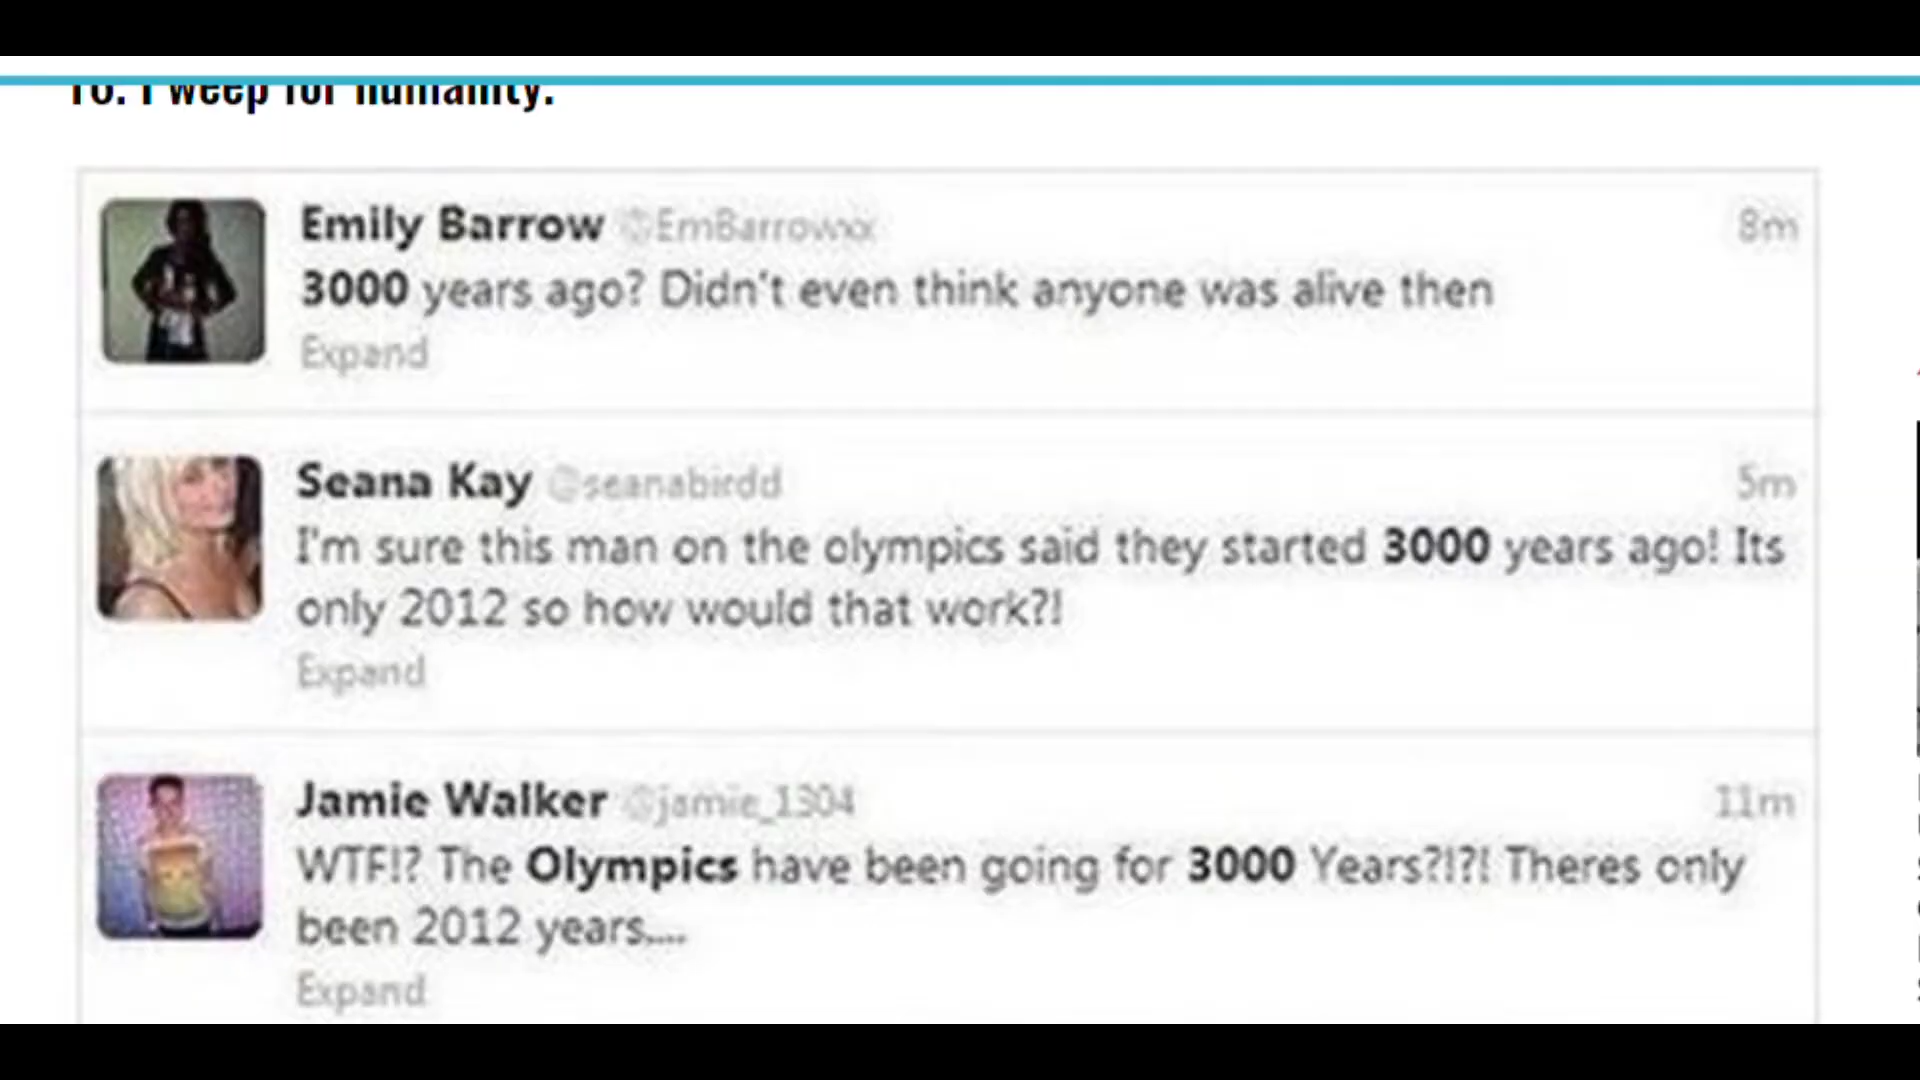 I weep for humanity.
Emily Barrow @EmBarrowxx 8m
3000 years ago? Didn't even think anyone was alive then
Expand
Seana Kay @seanabirdd 5m
I'm sure this man on the olympics said they started 3000 years ago! Its
only 2012 so how would that work?!
Expand
Jamie Walker @jamie_1304 11m
WTF!? The Olympics have been going for 3000 Years?!?! Theres only
been 2012 years....
Expand